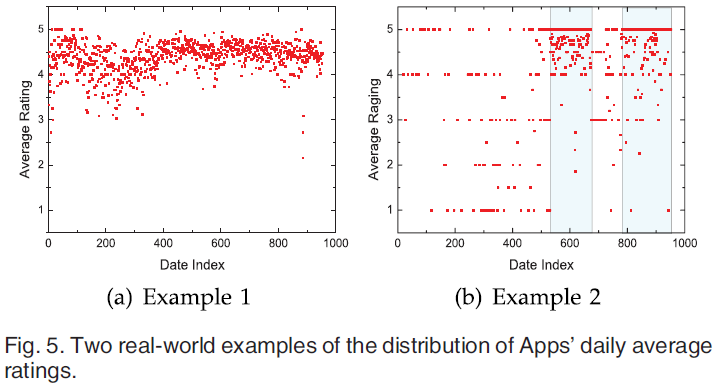 5
4
3
2
1
Average Rating
0
200
400
600
800
1000
Date Index
(a) Example 1
5
4
3
2
1
Average Raging
0
200
400
600
800
1000
Date Index
(b) Example 2
Fig. 5. Two real-world examples of the distribution of Apps' daily average
ratings.